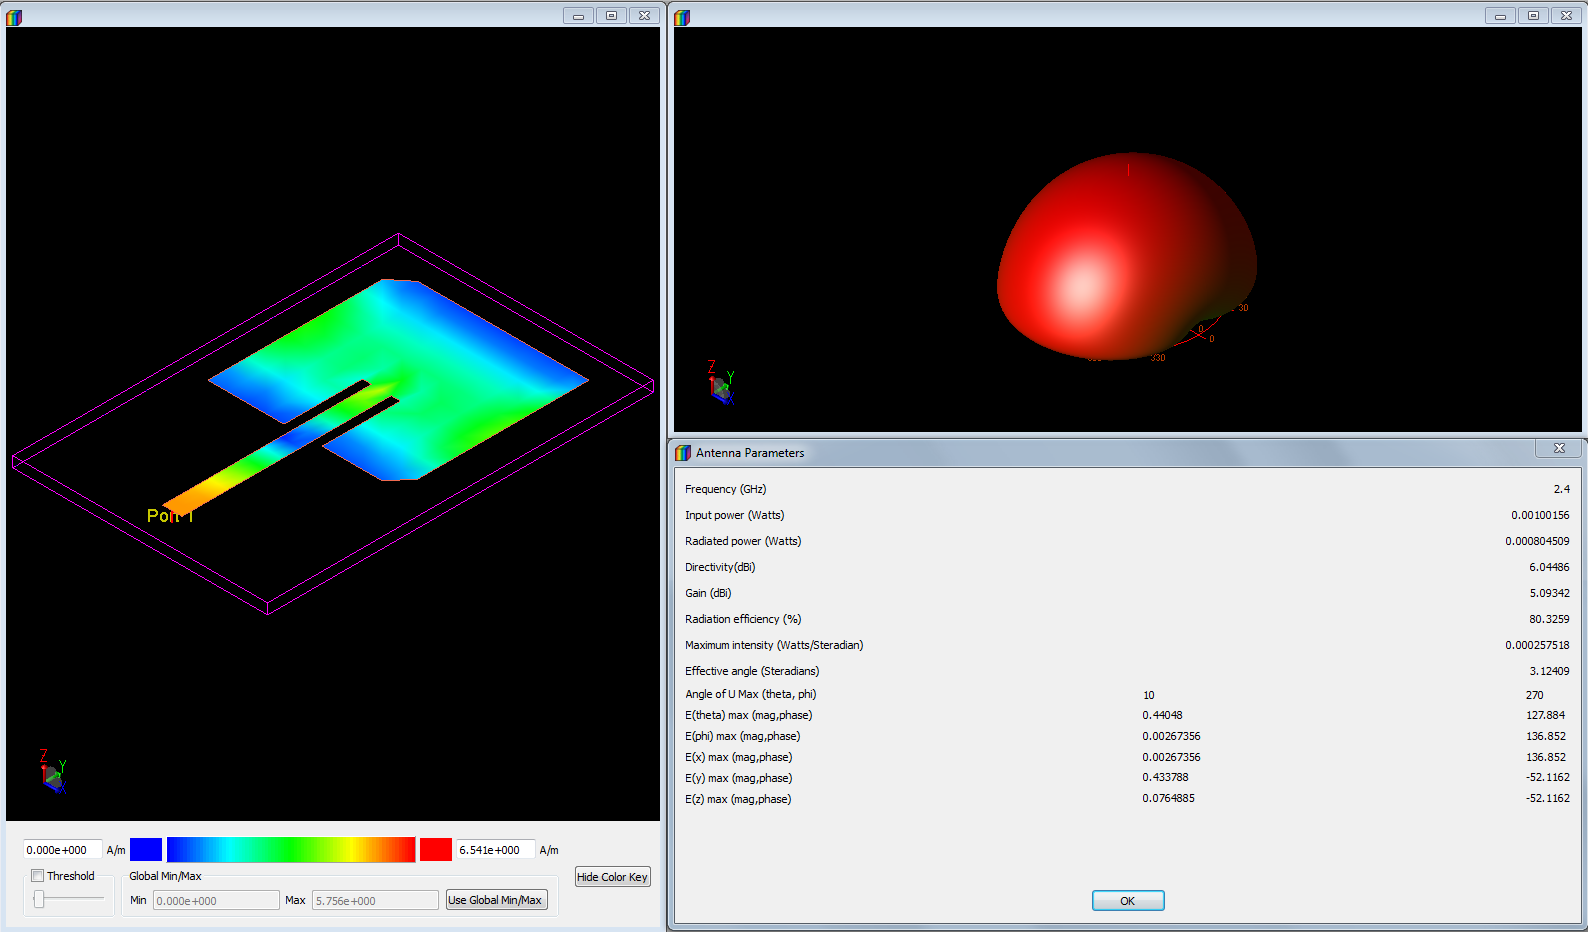 Port 1
Z
Y
X
0.000e+000 A/m 6.541e+000 A/m
Threshold
Global Min/Max
Min 0.000e+000 Max 5.756e+000 Use Global Min/Max
Hide Color Key
30
0
0
330
Z
Y
X
Antenna Parameters
Frequency (GHz) 2.4
Input power (Watts) 0.00100156
Radiated power (Watts) 0.000804509
Directivity(dBi) 6.04486
Gain (dBi) 5.09342
Radiation efficiency (%) 80.3259
Maximum intensity (Watts/Steradian) 0.000257518
Effective angle (Steradians) 3.12409
Angle of U Max (theta, phi) 10 270
E(theta) max (mag,phase) 0.44048 127.884
E(phi) max (mag,phase) 0.00267356 136.852
E(x) max (mag,phase) 0.00267356 136.852
E(y) max (mag,phase) 0.433788 -52.1162
E(z) max (mag,phase) 0.0764885 -52.1162
OK